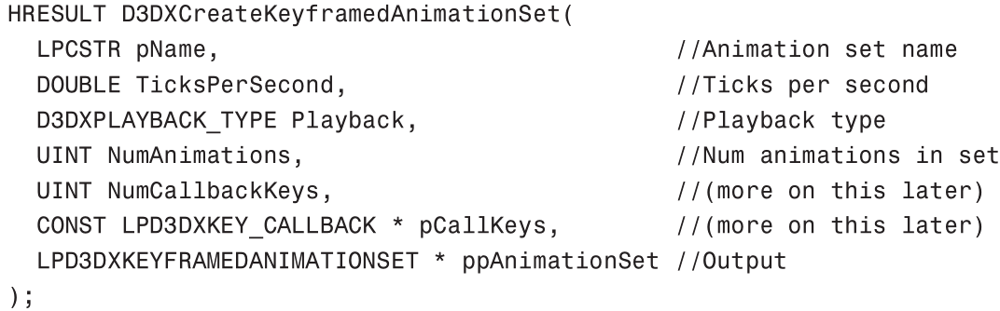 HRESULT D3DXCreateKeyframedAnimationSet(
  LPCSTR pName, //Animation set name
  DOUBLE TicksPerSecond, //Ticks per second
  D3DXPLAYBACK_TYPE Playback, //Playback type
  UINT NumAnimations, //Num animations in set
  UINT NumCallbackKeys, //(more on this later)
  CONST LPD3DXKEY_CALLBACK * pCallKeys, //(more on this later)
  LPD3DXKEYFRAMEDANIMATIONSET * ppAnimationSet //Output
);